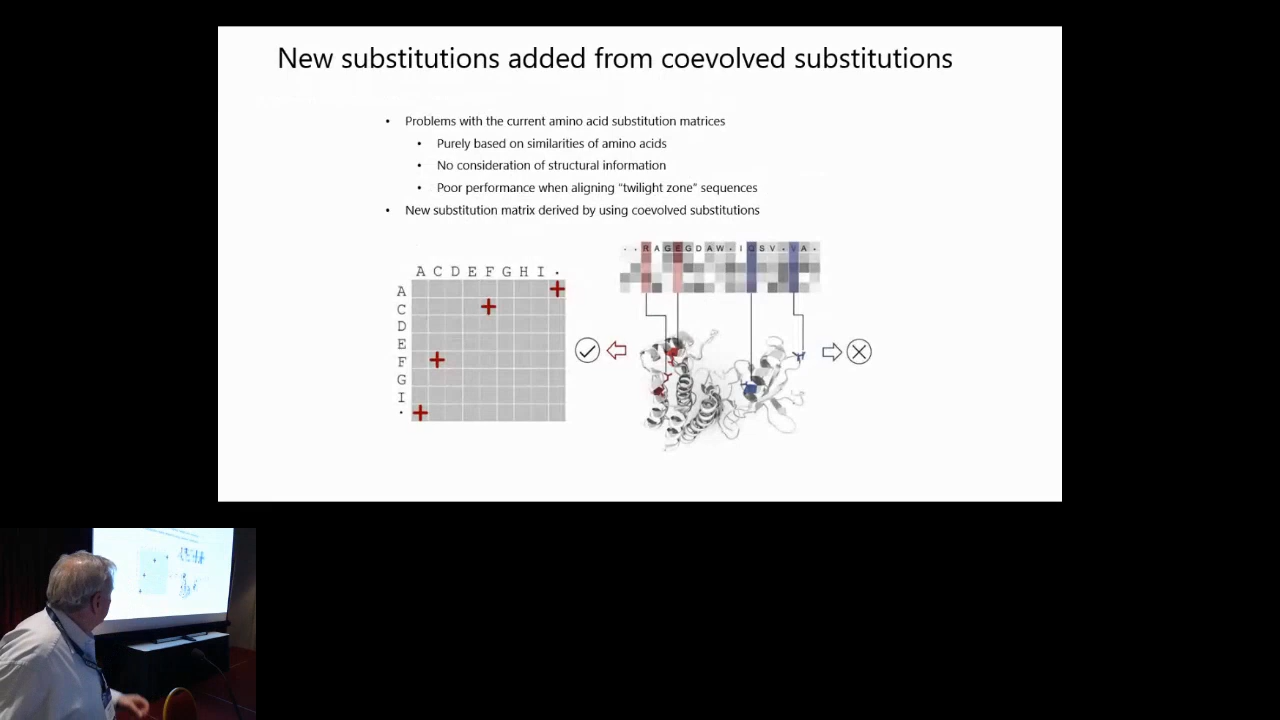 New substitutions added from coevolved substitutions
• Problems with the current amino acid substitution matrices
• Purely based on similarities of amino acids
• No consideration of structural information
• Poor performance when aligning “twilight zone” sequences
• New substitution matrix derived by using coevolved substitutions
. . R A G E G D A W . I Q S V . V A .
A C D E F G H I .
A
C
D
E
F
G
I
.